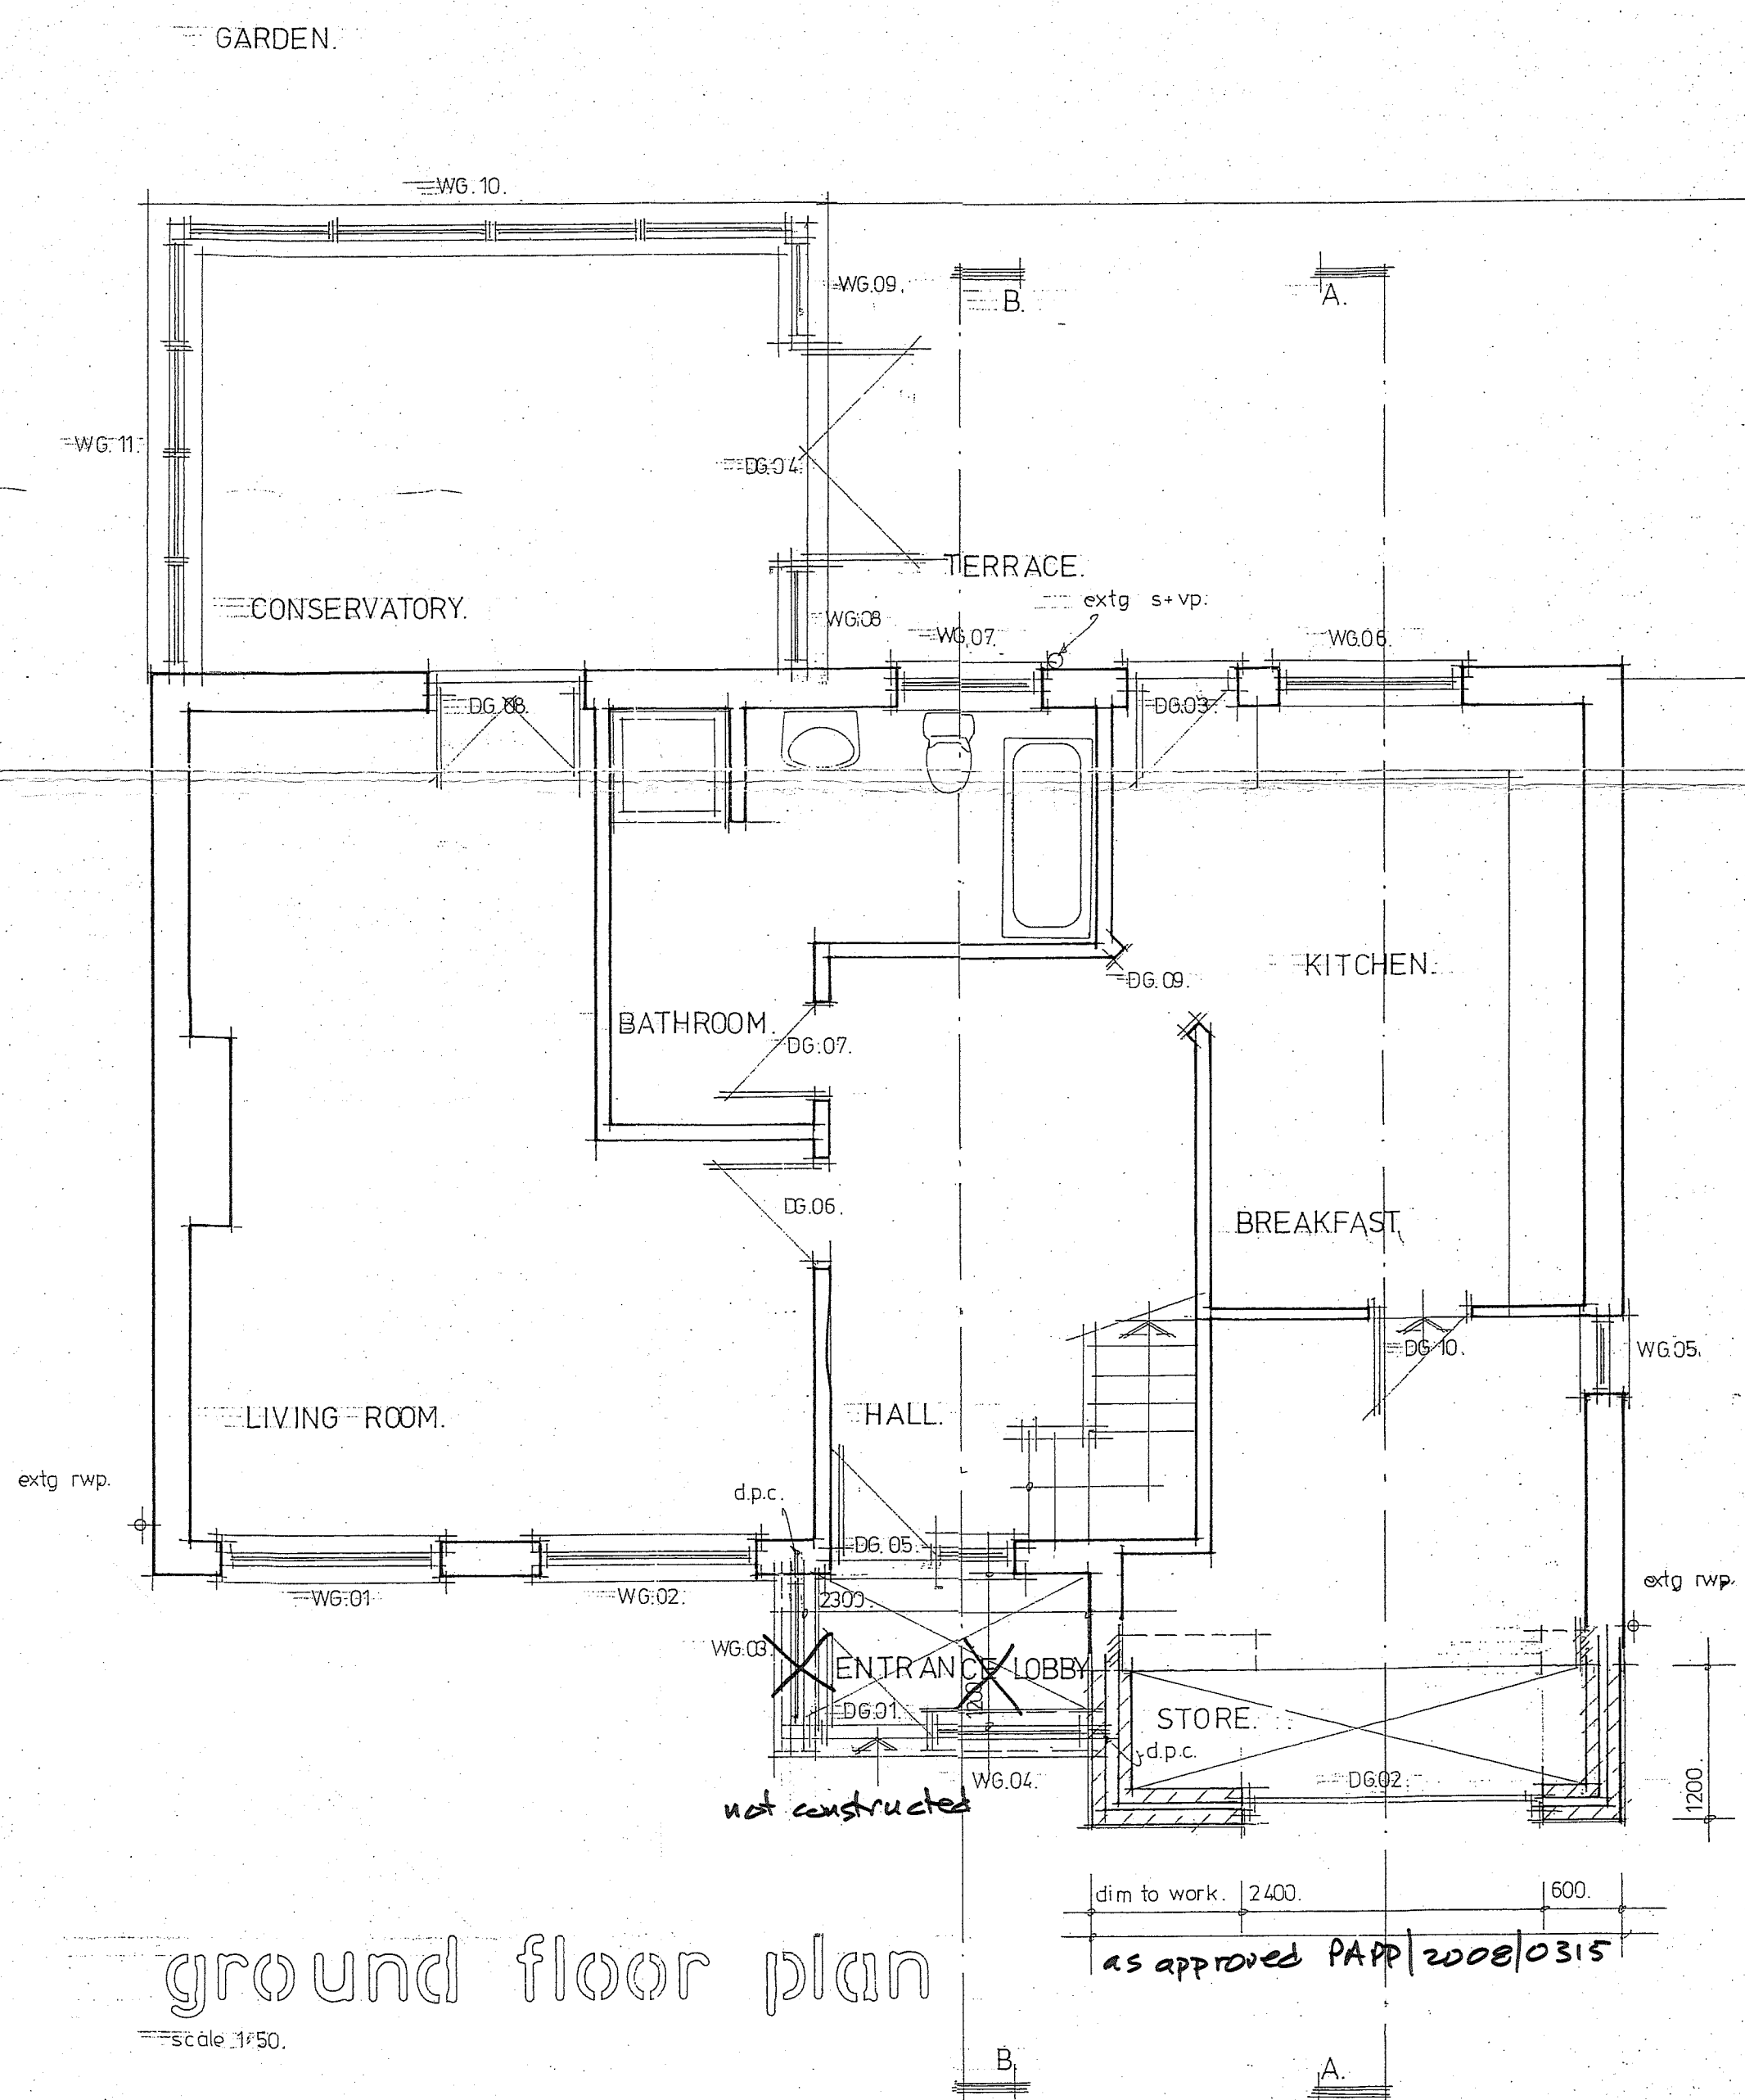 GARDEN.
WG.10.
WG.09.
B.
A.
WG.11.
DG.04.
TERRACE.
extg s+vp.
CONSERVATORY.
WG.08
WG.07.
WG.06.
DG.08.
DG.03.
KITCHEN.
DG.09.
BATHROOM.
DG.07.
DG.06.
BREAKFAST.
DG.10.
WG.05.
LIVING ROOM.
HALL.
extg rwp.
d.p.c.
DG.05.
extg rwp.
WG.01
WG.02.
2300.
WG.03.
ENTRANCE LOBBY
1200
DG.01.
STORE.
d.p.c.
WG.04.
DG.02.
1200.
not constructed
dim to work.
2400.
600.
as approved PAPP/2008/0315
ground floor plan
scale 1:50.
B.
A.